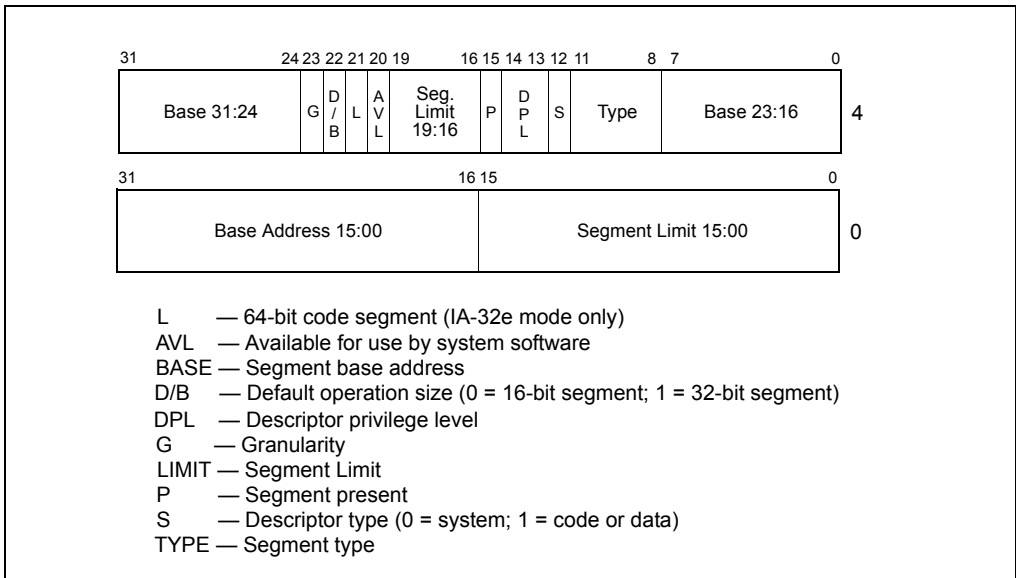 31 24 23 22 21 20 19 16 15 14 13 12 11 8 7 0
Base 31:24 G D/B L AVL Seg. Limit 19:16 P DPL S Type Base 23:16 4
31 16 15 0
Base Address 15:00 Segment Limit 15:00 0
L — 64-bit code segment (IA-32e mode only)
AVL — Available for use by system software
BASE — Segment base address
D/B — Default operation size (0 = 16-bit segment; 1 = 32-bit segment)
DPL — Descriptor privilege level
G — Granularity
LIMIT — Segment Limit
P — Segment present
S — Descriptor type (0 = system; 1 = code or data)
TYPE — Segment type